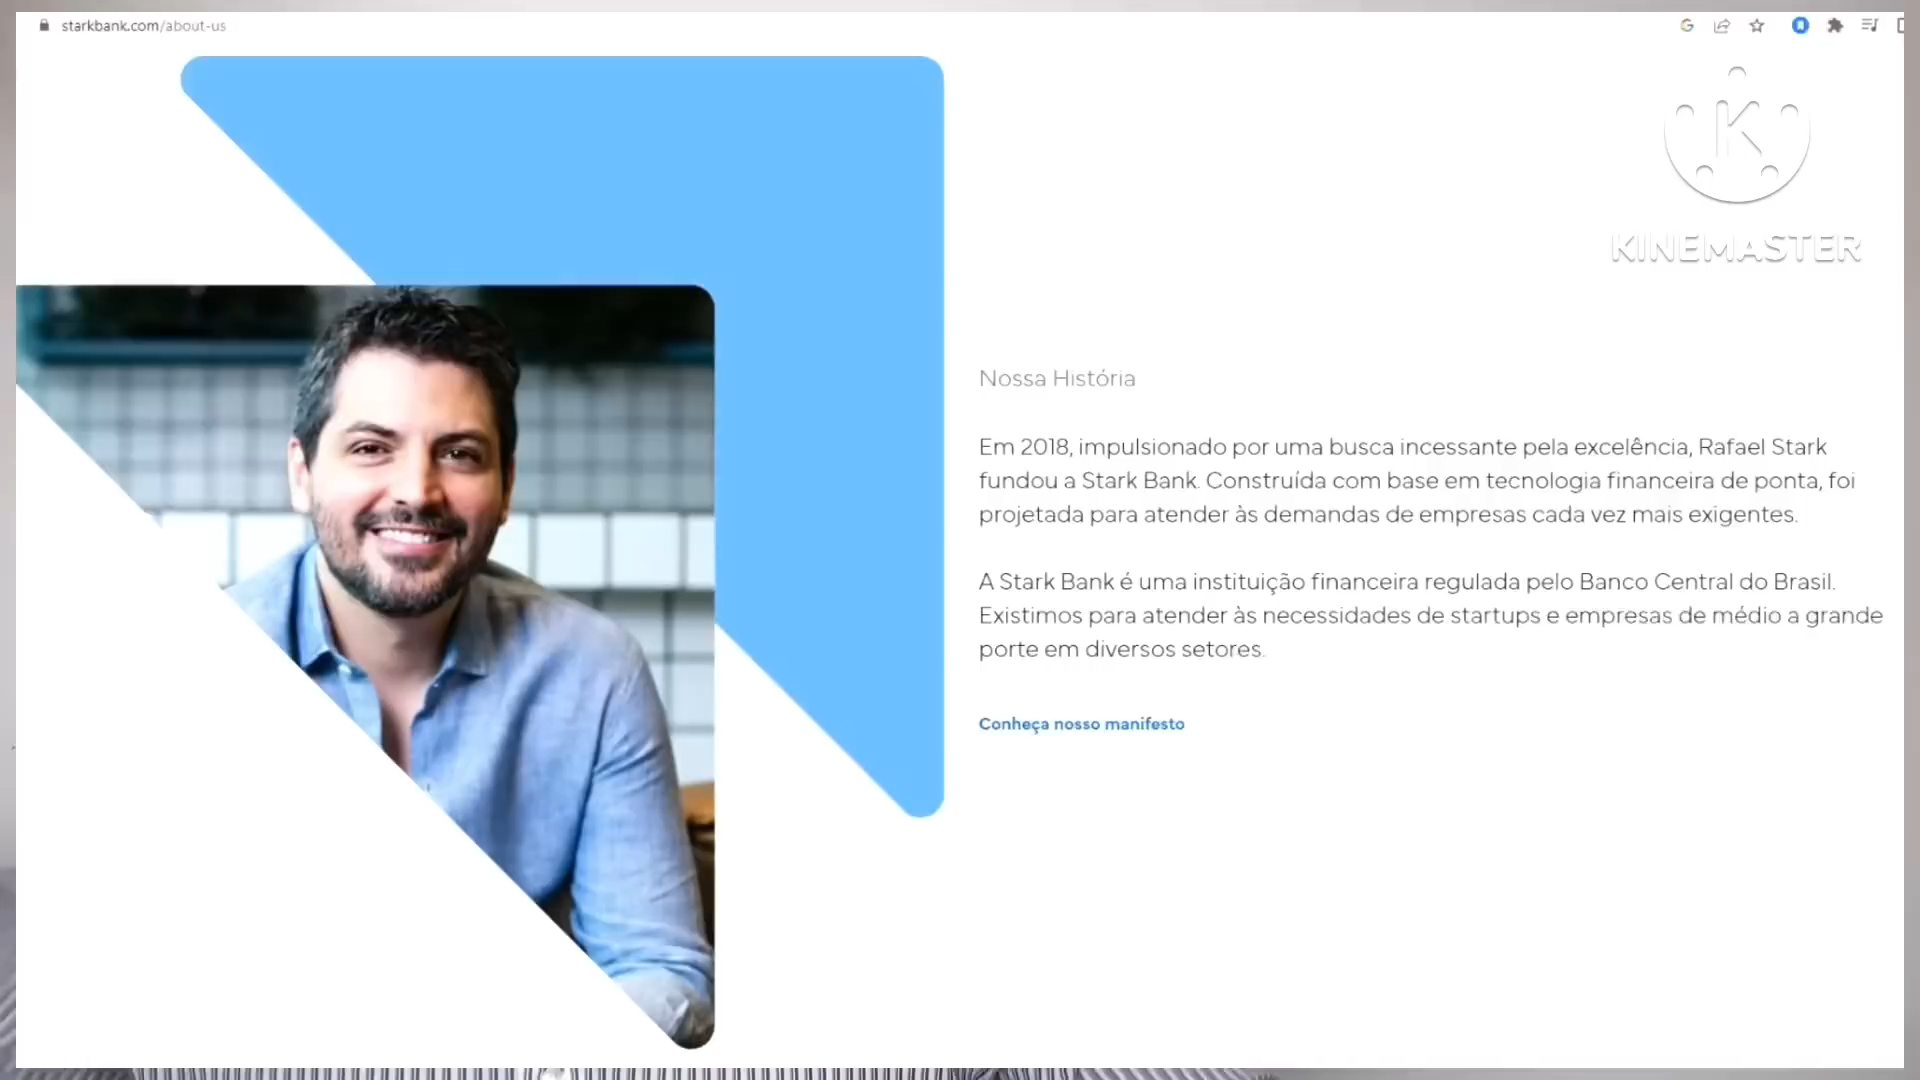 starkbank.com/about-us
KINEMASTER
Nossa História
Em 2018, impulsionado por uma busca incessante pela excelência, Rafael Stark
fundou a Stark Bank. Construída com base em tecnologia financeira de ponta, foi
projetada para atender às demandas de empresas cada vez mais exigentes.
A Stark Bank é uma instituição financeira regulada pelo Banco Central do Brasil.
Existimos para atender às necessidades de startups e empresas de médio a grande
porte em diversos setores.
Conheça nosso manifesto